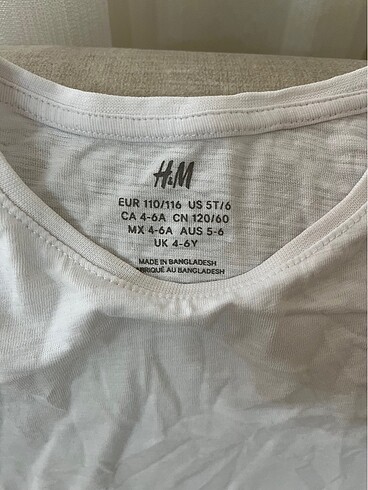 H&M
EUR 110/116 US 5T/6
CA 4-6A CN 120/60
MX 4-6A AUS 5-6
UK 4-6Y
MADE IN BANGLADESH
FABRIQUÉ AU BANGLADESH